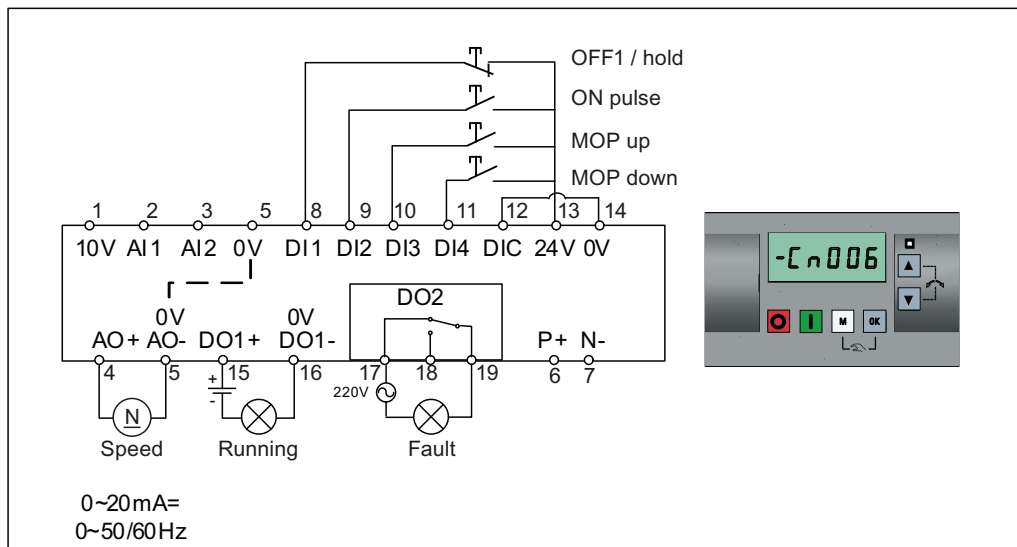 OFF1 / hold
ON pulse
MOP up
MOP down
1 2 3 5 8 9 10 11 12 13 14
10V AI1 AI2 0V DI1 DI2 DI3 DI4 DIC 24V 0V
-Cn006
DO2
0V 0V
AO+ AO- DO1+ DO1- P+ N-
4 5 15 16 17 18 19 6 7
M OK
+
-
220V
N
Speed Running Fault
0~20mA=
0~50/60Hz